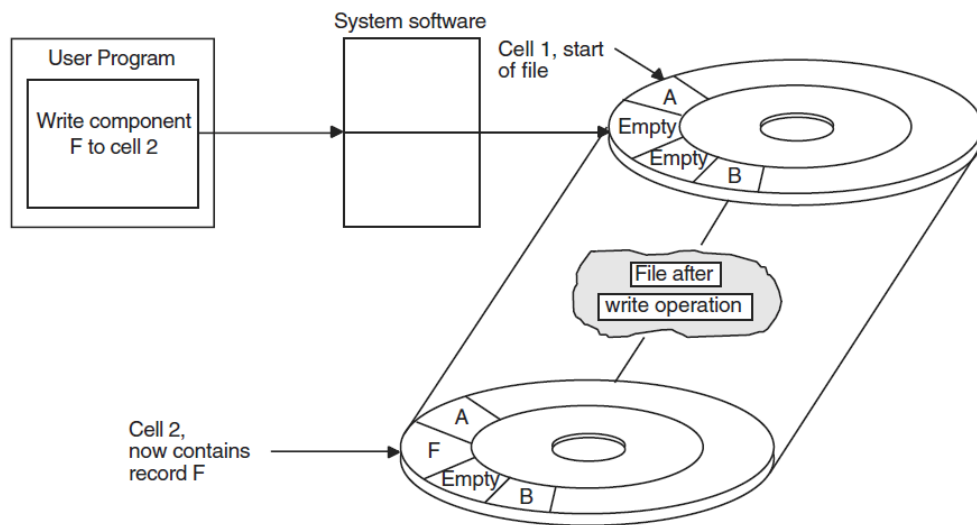 System software
User Program
Write component
F to cell 2
Cell 1, start
of file
A
Empty
Empty
B
File after
write operation
Cell 2,
now contains
record F
A
F
Empty
B